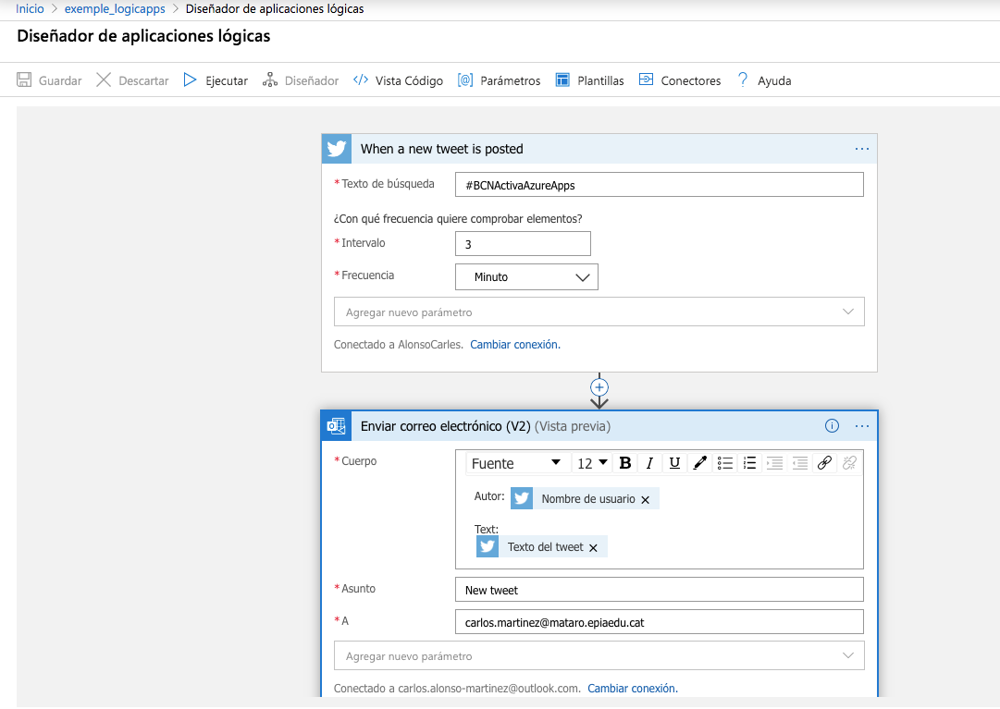 Inicio > exemple_logicapps > Diseñador de aplicaciones lógicas
Diseñador de aplicaciones lógicas
Guardar Descartar Ejecutar Diseñador Vista Código Parámetros Plantillas Conectores ? Ayuda
When a new tweet is posted ...
* Texto de búsqueda #BCNActivaAzureApps
¿Con qué frecuencia quiere comprobar elementos?
* Intervalo 3
* Frecuencia Minuto
Agregar nuevo parámetro
Conectado a AlonsoCarles. Cambiar conexión.
Enviar correo electrónico (V2) (Vista previa) ...
* Cuerpo Fuente 12 B I U
Autor: Nombre de usuario ×
Text:
Texto del tweet ×
* Asunto New tweet
* A carlos.martinez@mataro.epiaedu.cat
Agregar nuevo parámetro
Conectado a carlos.alonso-martinez@outlook.com. Cambiar conexión.